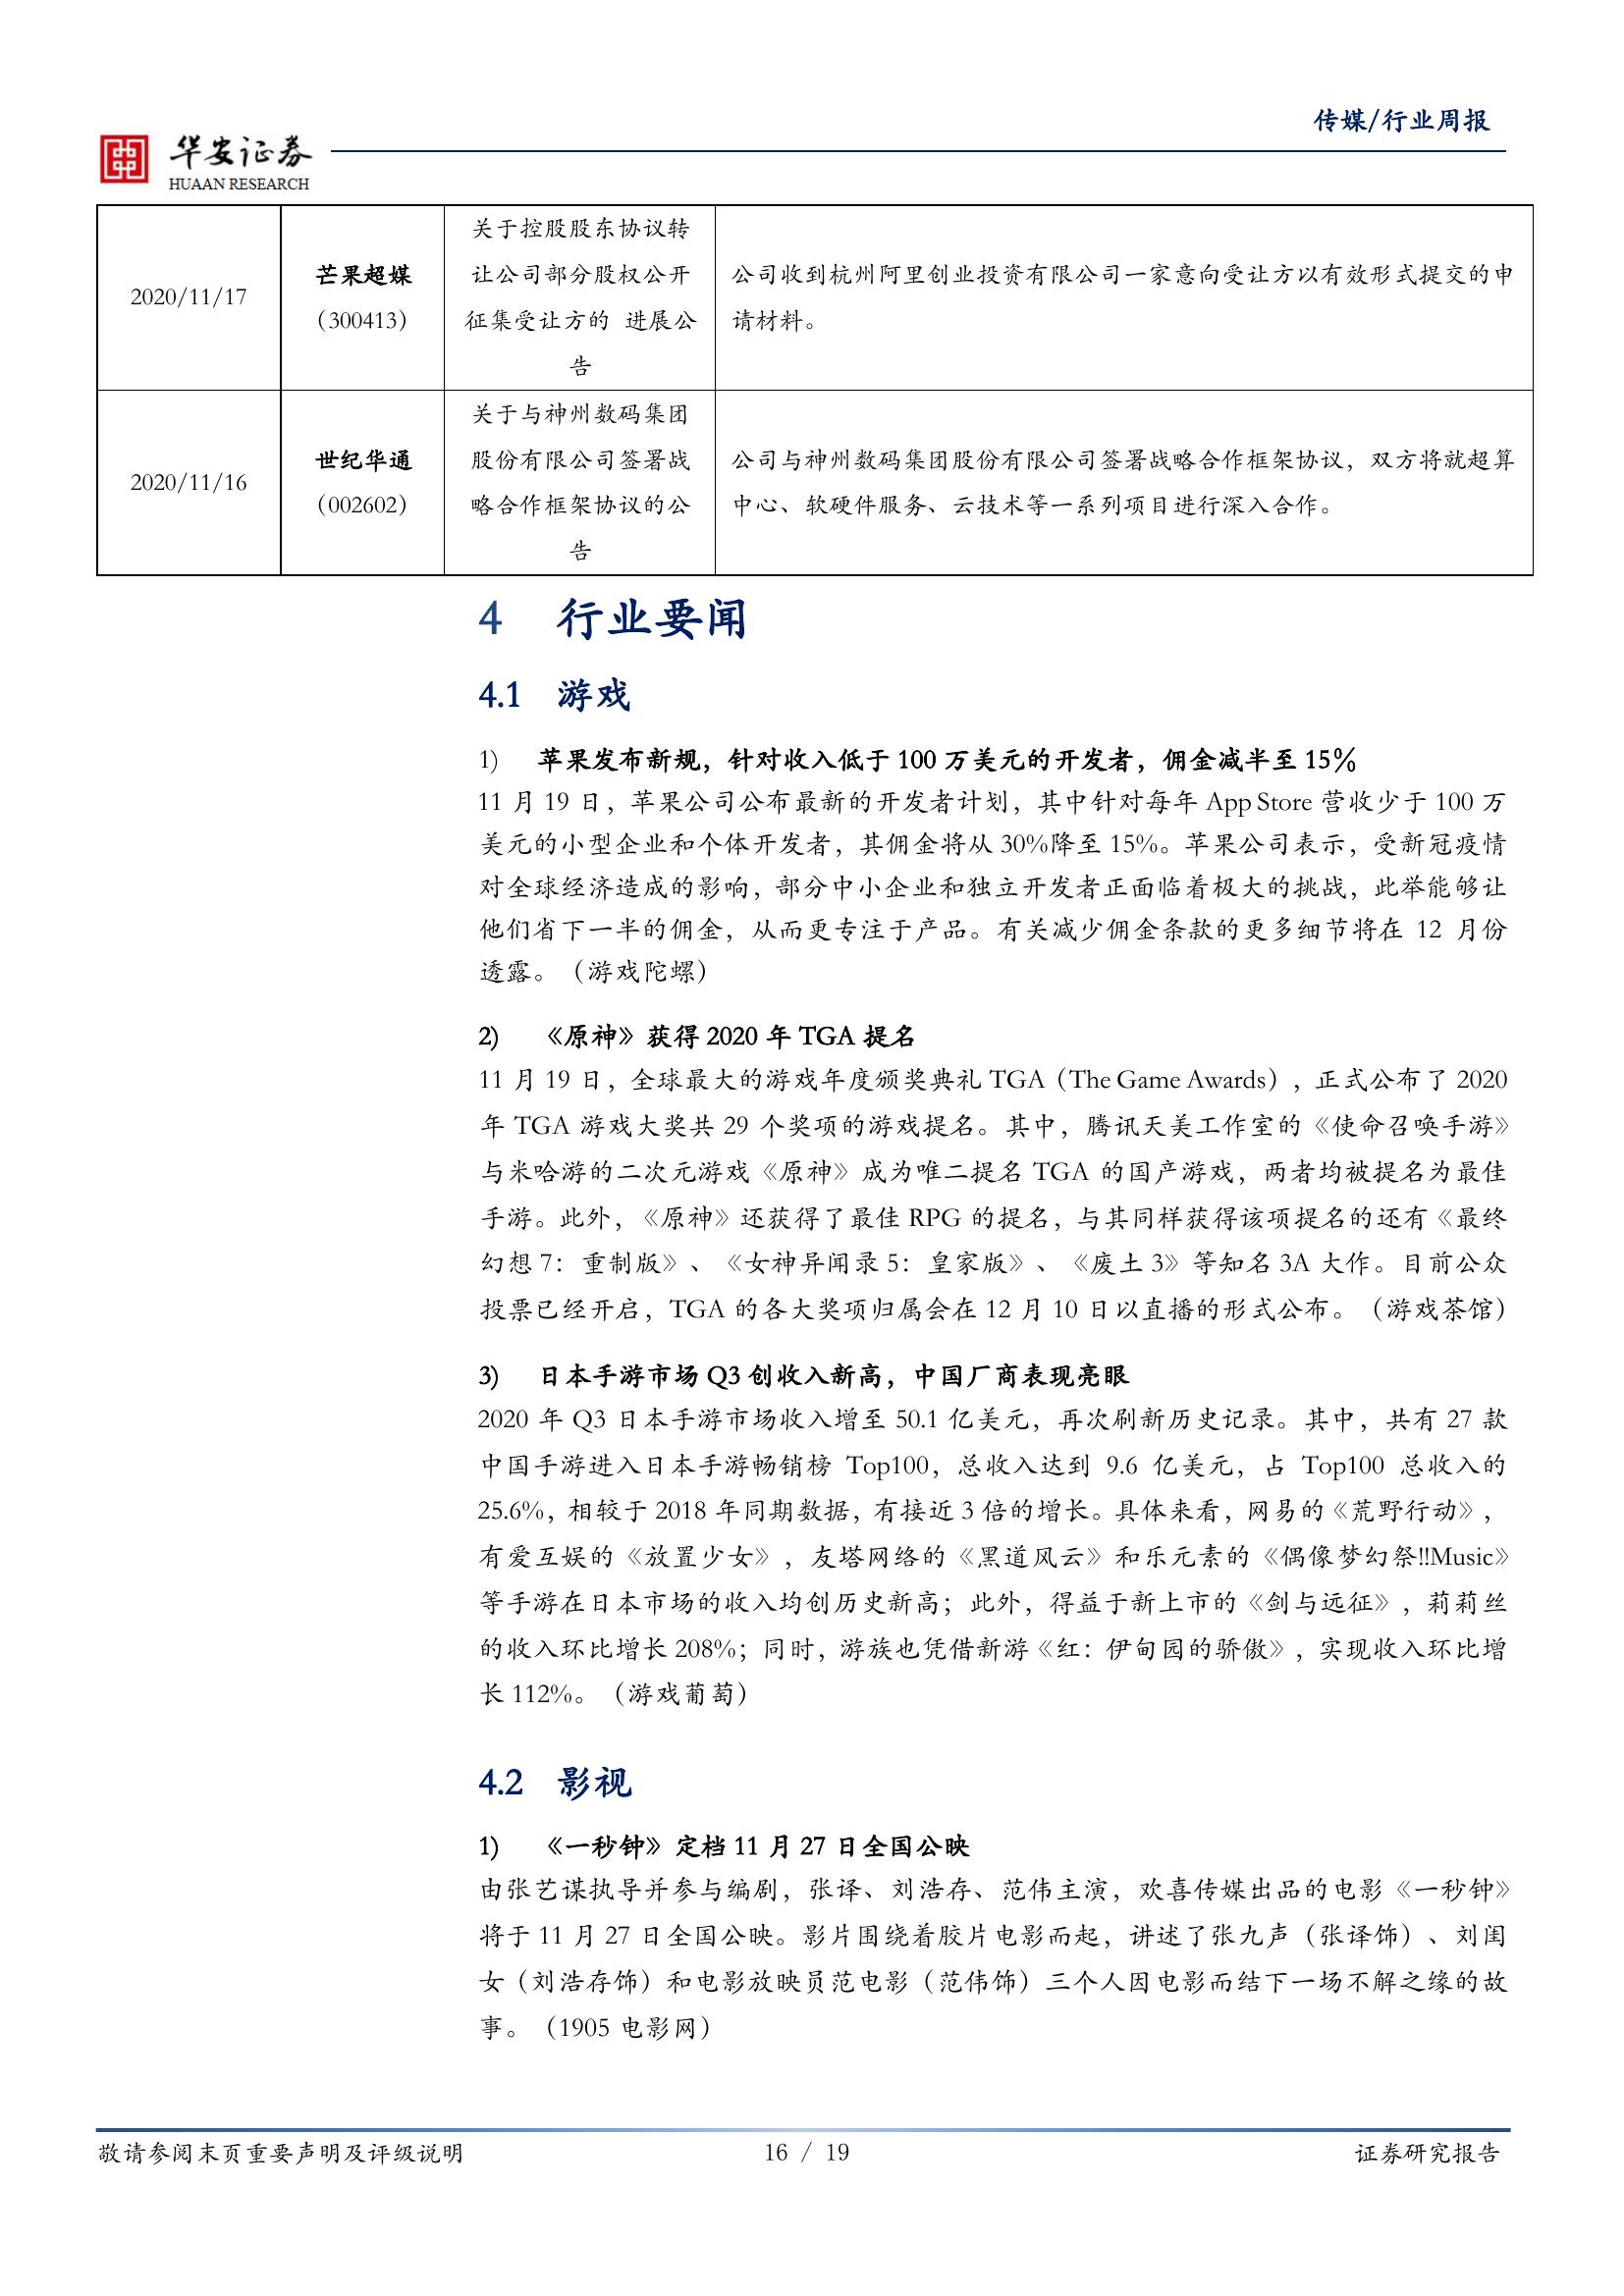 传媒/行业周报
华安证券
HUAAN RESEARCH
2020/11/17
芒果超媒
（300413）
关于控股股东协议转
让公司部分股权公开
征集受让方的 进展公
告
公司收到杭州阿里创业投资有限公司一家意向受让方以有效形式提交的申
请材料。
2020/11/16
世纪华通
（002602）
关于与神州数码集团
股份有限公司签署战
略合作框架协议的公
告
公司与神州数码集团股份有限公司签署战略合作框架协议，双方将就超算
中心、软硬件服务、云技术等一系列项目进行深入合作。
4 行业要闻
4.1 游戏
1) 苹果发布新规，针对收入低于 100 万美元的开发者，佣金减半至 15%
11 月 19 日，苹果公司公布最新的开发者计划，其中针对每年 App Store 营收少于 100 万
美元的小型企业和个体开发者，其佣金将从 30%降至 15%。苹果公司表示，受新冠疫情
对全球经济造成的影响，部分中小企业和独立开发者正面临着极大的挑战，此举能够让
他们省下一半的佣金，从而更专注于产品。有关减少佣金条款的更多细节将在 12 月份
透露。（游戏陀螺）
2) 《原神》获得 2020 年 TGA 提名
11 月 19 日，全球最大的游戏年度颁奖典礼 TGA（The Game Awards），正式公布了 2020
年 TGA 游戏大奖共 29 个奖项的游戏提名。其中，腾讯天美工作室的《使命召唤手游》
与米哈游的二次元游戏《原神》成为唯二提名 TGA 的国产游戏，两者均被提名为最佳
手游。此外，《原神》还获得了最佳 RPG 的提名，与其同样获得该项提名的还有《最终
幻想 7：重制版》、《女神异闻录 5：皇家版》、《废土 3》等知名 3A 大作。目前公众
投票已经开启，TGA 的各大奖项归属会在 12 月 10 日以直播的形式公布。（游戏茶馆）
3) 日本手游市场 Q3 创收入新高，中国厂商表现亮眼
2020 年 Q3 日本手游市场收入增至 50.1 亿美元，再次刷新历史记录。其中，共有 27 款
中国手游进入日本手游畅销榜 Top100，总收入达到 9.6 亿美元，占 Top100 总收入的
25.6%，相较于 2018 年同期数据，有接近 3 倍的增长。具体来看，网易的《荒野行动》，
有爱互娱的《放置少女》，友塔网络的《黑道风云》和乐元素的《偶像梦幻祭!!Music》
等手游在日本市场的收入均创历史新高；此外，得益于新上市的《剑与远征》，莉莉丝
的收入环比增长 208%；同时，游族也凭借新游《红：伊甸园的骄傲》，实现收入环比增
长 112%。（游戏葡萄）
4.2 影视
1) 《一秒钟》定档 11 月 27 日全国公映
由张艺谋执导并参与编剧，张译、刘浩存、范伟主演，欢喜传媒出品的电影《一秒钟》
将于 11 月 27 日全国公映。影片围绕着胶片电影而起，讲述了张九声（张译饰）、刘闺
女（刘浩存饰）和电影放映员范电影（范伟饰）三个人因电影而结下一场不解之缘的故
事。（1905 电影网）
敬请参阅末页重要声明及评级说明
16 / 19
证券研究报告